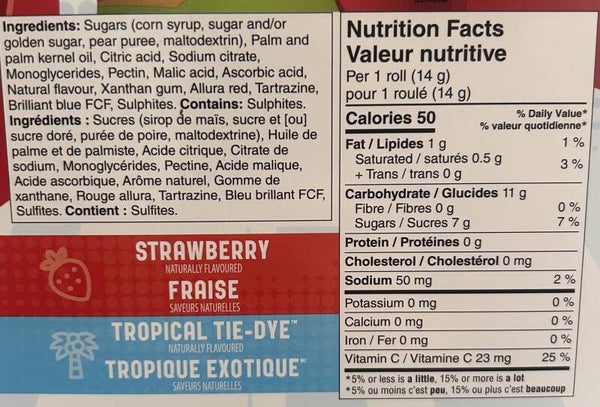 Ingredients: Sugars (corn syrup, sugar and/or
golden sugar, pear puree, maltodextrin), Palm and
palm kernel oil, Citric acid, Sodium citrate,
Monoglycerides, Pectin, Malic acid, Ascorbic acid,
Natural flavour, Xanthan gum, Allura red, Tartrazine,
Brilliant blue FCF, Sulphites. Contains: Sulphites.
Ingrédients : Sucres (sirop de maïs, sucre et [ou]
sucre doré, purée de poire, maltodextrine), Huile de
palme et de palmiste, Acide citrique, Citrate de
sodium, Monoglycérides, Pectine, Acide malique,
Acide ascorbique, Arôme naturel, Gomme de
xanthane, Rouge allura, Tartrazine, Bleu brillant FCF,
Sulfites. Contient : Sulfites.
STRAWBERRY
NATURALLY FLAVOURED
FRAISE
SAVEURS NATURELLES
TROPICAL TIE-DYE™
NATURALLY FLAVOURED
TROPIQUE EXOTIQUE MC
SAVEURS NATURELLES
Nutrition Facts
Valeur nutritive
Per 1 roll (14 g)
pour 1 roulé (14 g)
Calories 50
% Daily Value*
% valeur quotidienne*
Fat / Lipides 1 g 1 %
Saturated / saturés 0.5 g
+ Trans / trans 0 g 3 %
Carbohydrate / Glucides 11 g
Fibre / Fibres 0 g 0 %
Sugars / Sucres 7 g 7 %
Protein / Protéines 0 g
Cholesterol / Cholestérol 0 mg
Sodium 50 mg 2 %
Potassium 0 mg 0 %
Calcium 0 mg 0 %
Iron / Fer 0 mg 0 %
Vitamin C / Vitamine C 23 mg 25 %
*5% or less is a little, 15% or more is a lot
*5% ou moins c'est peu, 15% ou plus c'est beaucoup